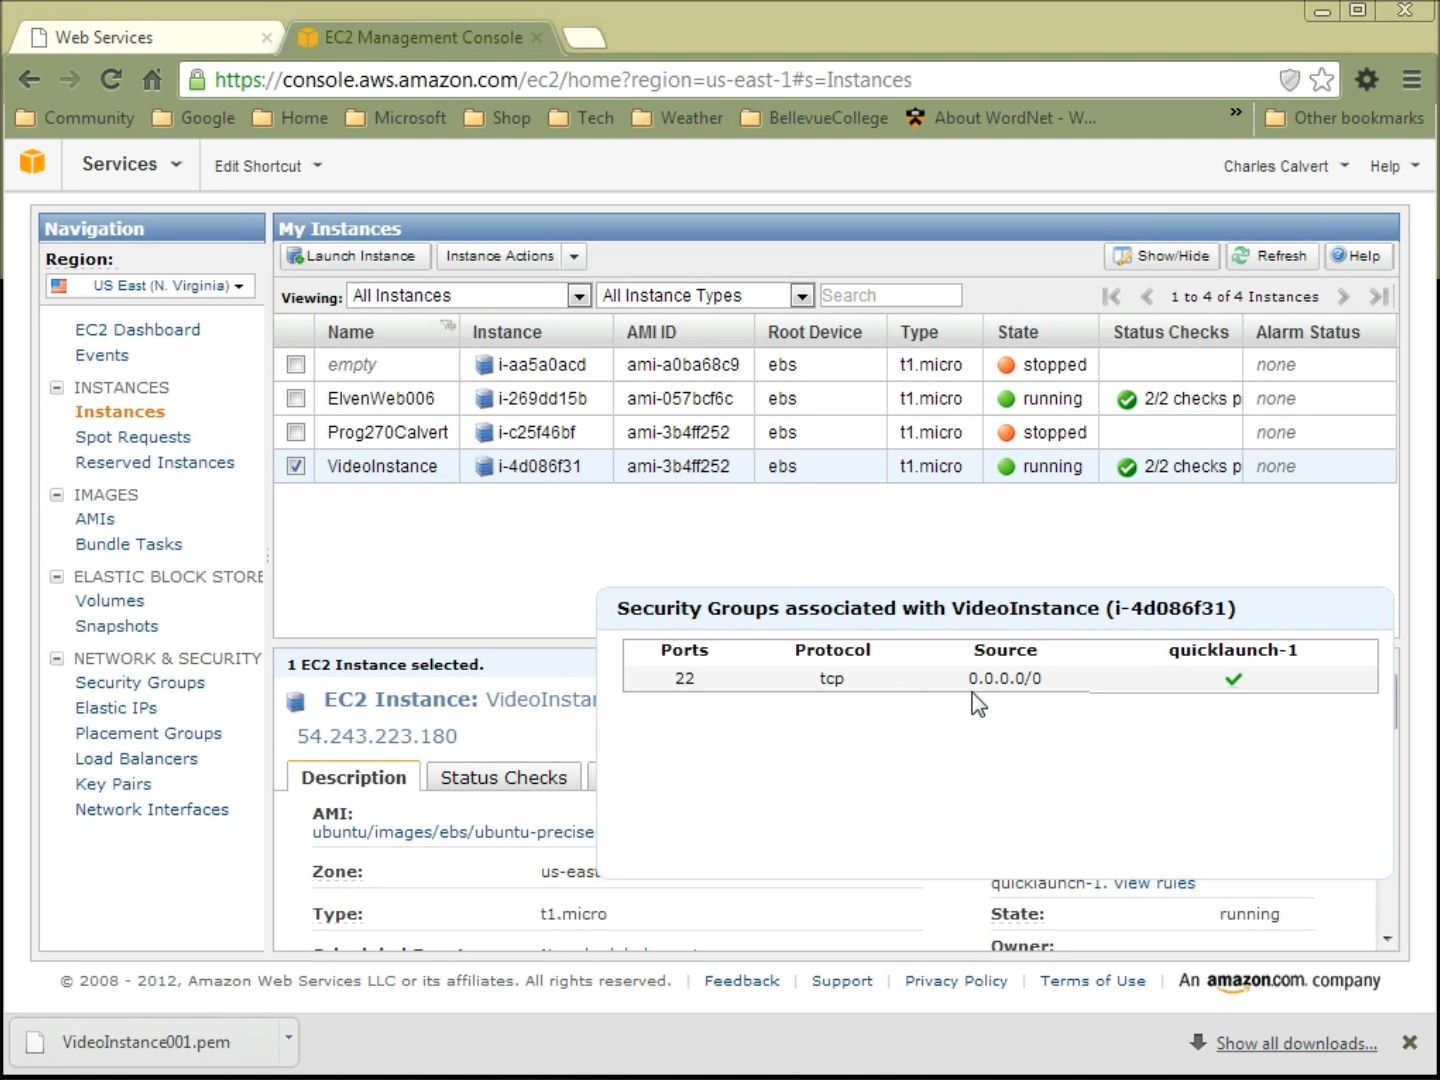 Web Services
EC2 Management Console
https://console.aws.amazon.com/ec2/home?region=us-east-1#s=Instances
Community Google Home Microsoft Shop Tech Weather BellevueCollege About WordNet - W... » Other bookmarks
Services Edit Shortcut Charles Calvert Help
Navigation
Region:
US East (N. Virginia)
EC2 Dashboard
Events
INSTANCES
Instances
Spot Requests
Reserved Instances
IMAGES
AMIs
Bundle Tasks
ELASTIC BLOCK STORE
Volumes
Snapshots
NETWORK & SECURITY
Security Groups
Elastic IPs
Placement Groups
Load Balancers
Key Pairs
Network Interfaces
My Instances
Launch Instance Instance Actions Show/Hide Refresh Help
Viewing: All Instances All Instance Types Search 1 to 4 of 4 Instances
Name Instance AMI ID Root Device Type State Status Checks Alarm Status
empty i-aa5a0acd ami-a0ba68c9 ebs t1.micro stopped none
ElvenWeb006 i-269dd15b ami-057bcf6c ebs t1.micro running 2/2 checks p none
Prog270Calvert i-c25f46bf ami-3b4ff252 ebs t1.micro stopped none
VideoInstance i-4d086f31 ami-3b4ff252 ebs t1.micro running 2/2 checks p none
Security Groups associated with VideoInstance (i-4d086f31)
Ports Protocol Source quicklaunch-1
22 tcp 0.0.0.0/0
1 EC2 Instance selected.
EC2 Instance: VideoInstan
54.243.223.180
Description Status Checks
AMI:
ubuntu/images/ebs/ubuntu-precise
Zone: us-east
quicklaunch-1. view rules
Type: t1.micro State: running
Owner:
© 2008 - 2012, Amazon Web Services LLC or its affiliates. All rights reserved. | Feedback | Support | Privacy Policy | Terms of Use | An amazon.com. company
VideoInstance001.pem Show all downloads...